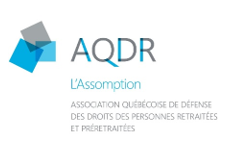 AQDR
L'Assomption
ASSOCIATION QUÉBÉCOISE DE DÉFENSE
DES DROITS DES PERSONNES RETRAITÉES
ET PRÉRETRAITÉES